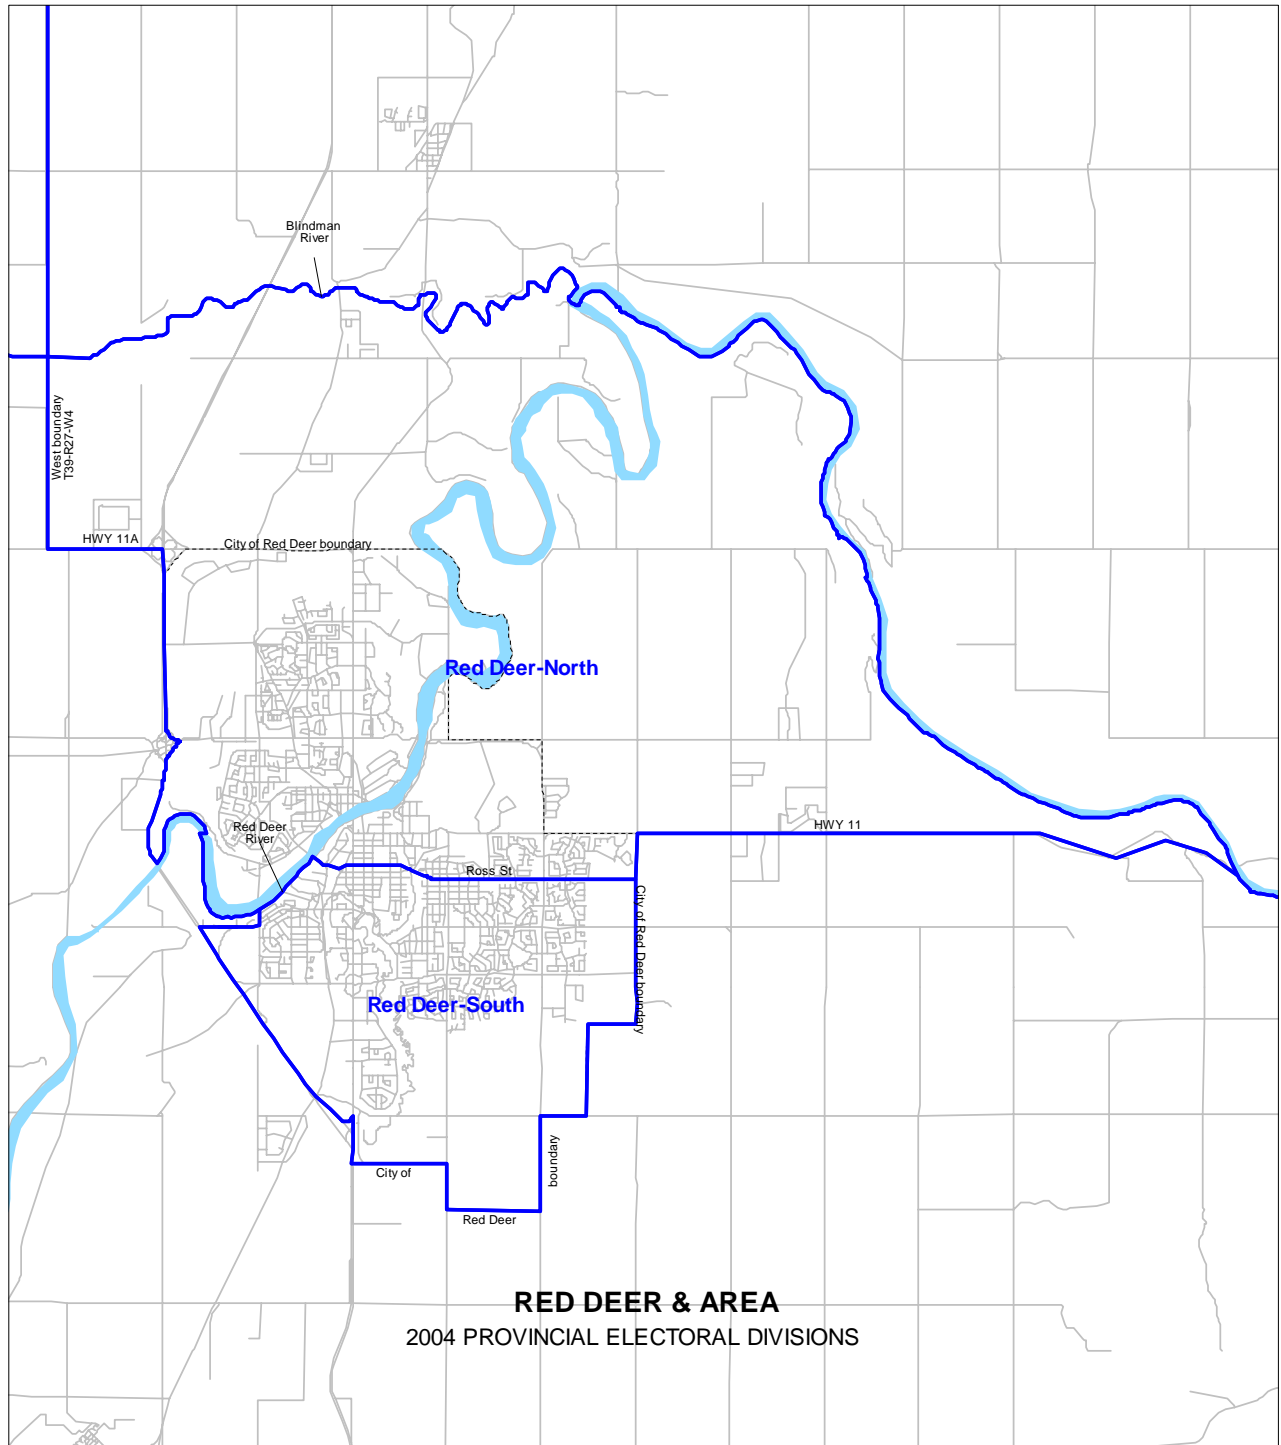 Blindman
River
West boundary
T39-R27-W4
HWY 11A
City of Red Deer boundary
Red Deer-North
HWY 11
Red Deer
River
Ross St
City of Red Deer boundary
Red Deer-South
boundary
City of
Red Deer
RED DEER & AREA
2004 PROVINCIAL ELECTORAL DIVISIONS